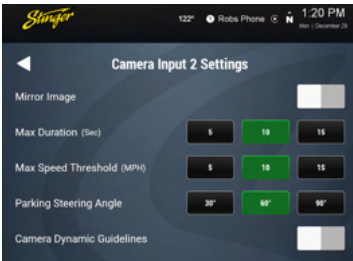 Stinger 122° Robs Phone N 1:20 PM
Mon | December 28
Camera Input 2 Settings
Mirror Image
Max Duration (Sec) 5 10 15
Max Speed Threshold (MPH) 5 10 15
Parking Steering Angle 30° 60° 90°
Camera Dynamic Guidelines